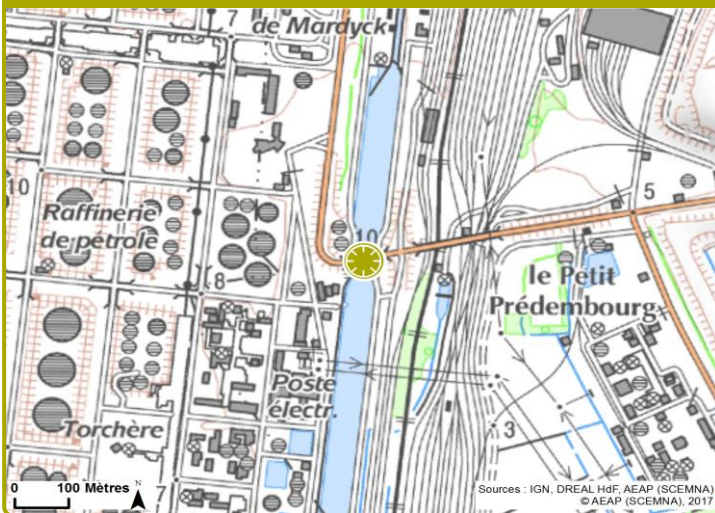 7
de Mardyck
10
Raffinerie
de pétrole
10
5
8
le Petit
Prédembourg
Poste
électr.
Torchère
3
7
0 100 Mètres
N
Sources : IGN, DREAL HdF, AEAP (SCEMNA)
© AEAP (SCEMNA), 2017